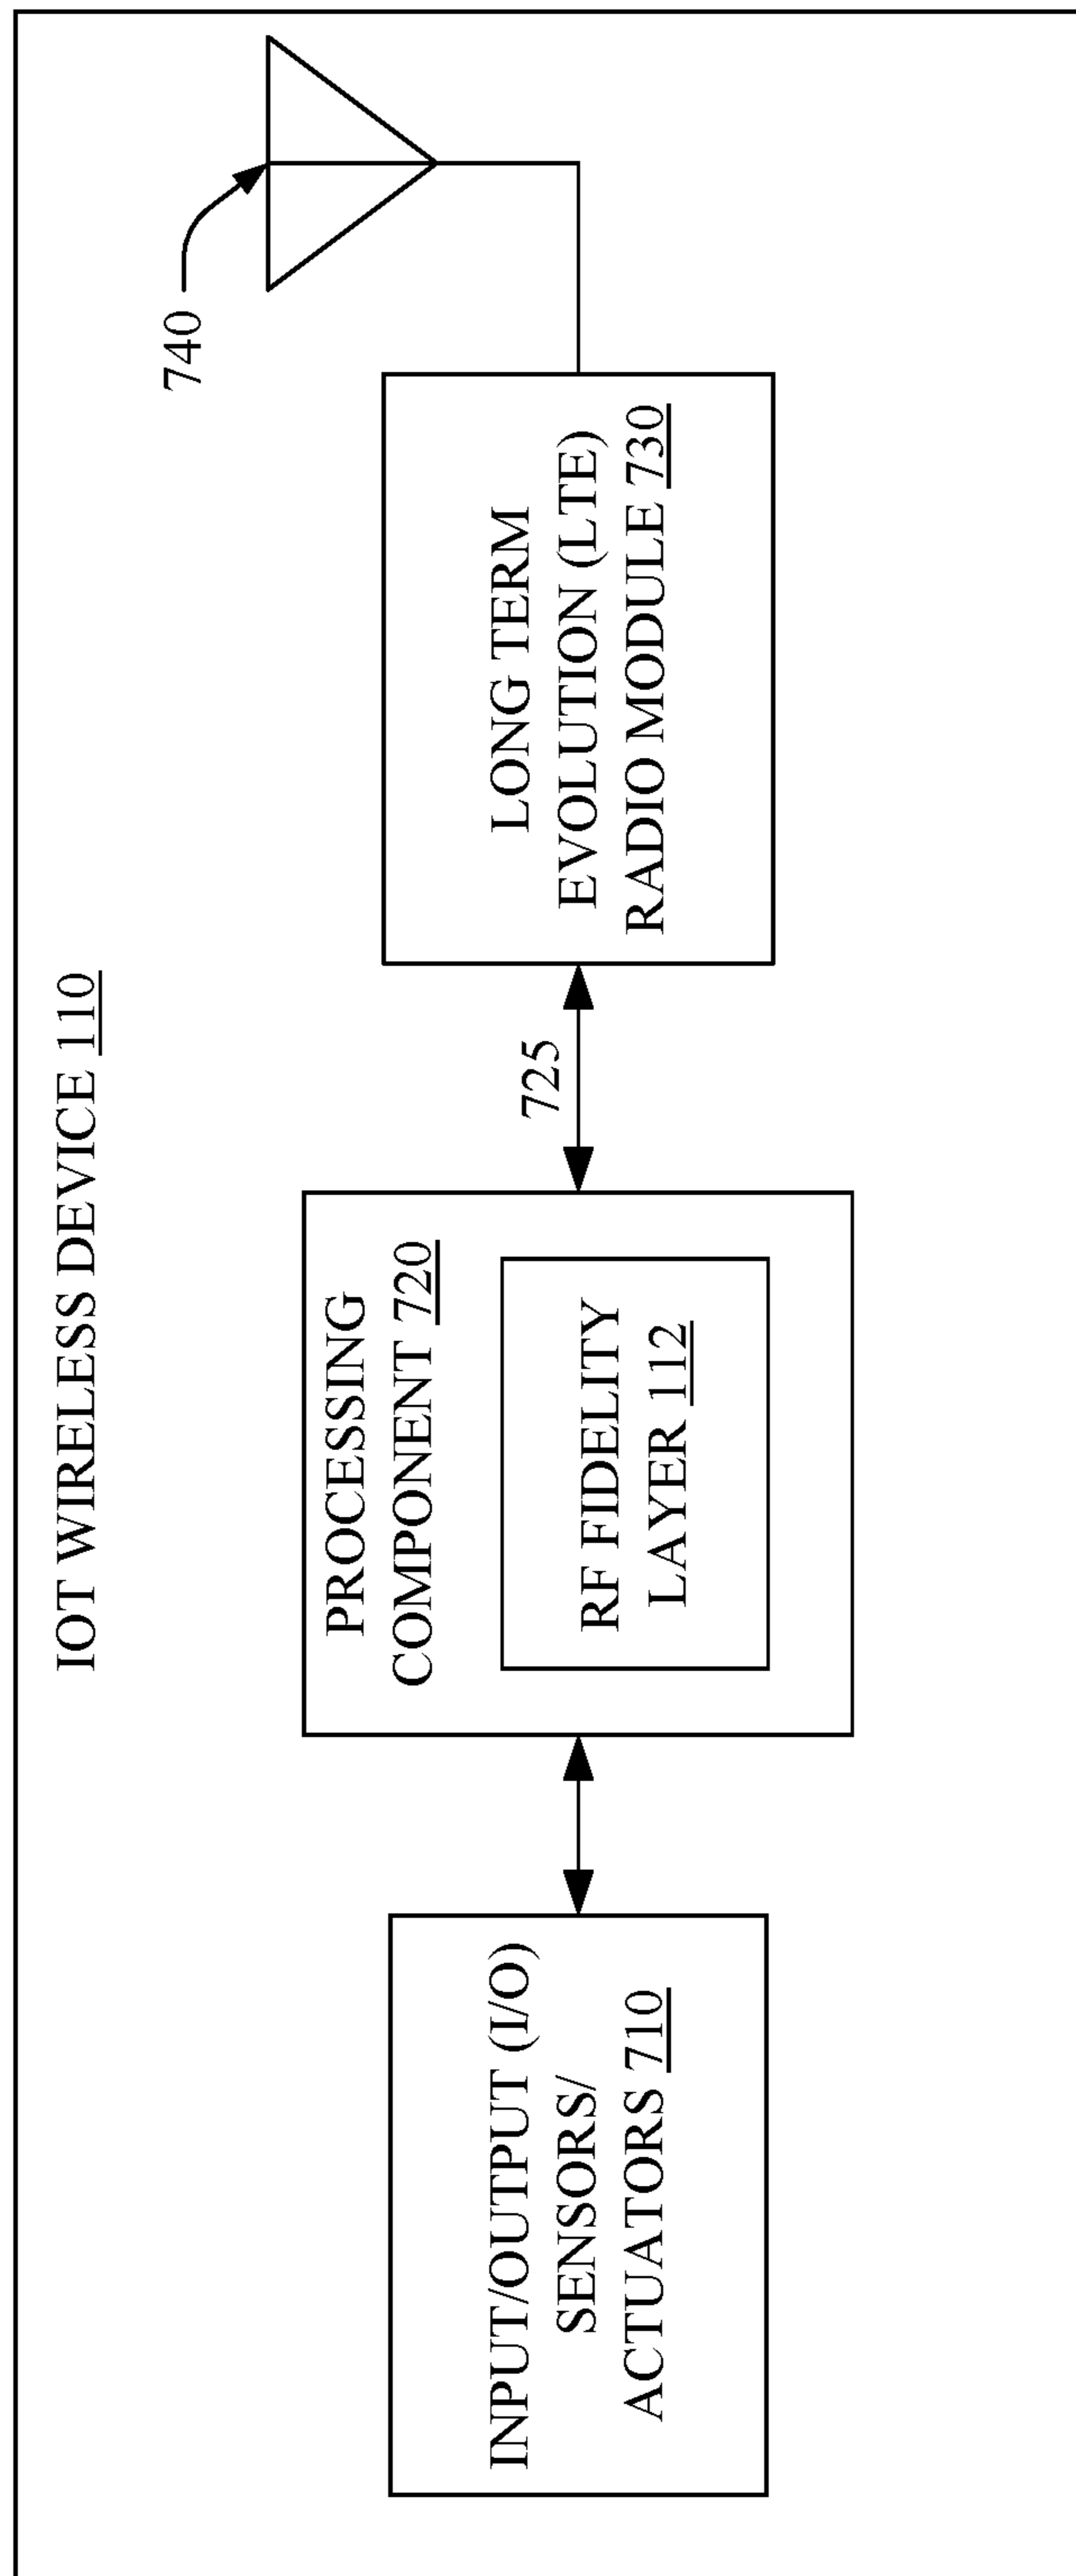 IOT WIRELESS DEVICE 110
INPUT/OUTPUT (I/O)
SENSORS/
ACTUATORS 710
PROCESSING
COMPONENT 720
RF FIDELITY
LAYER 112
725
LONG TERM
EVOLUTION (LTE)
RADIO MODULE 730
740